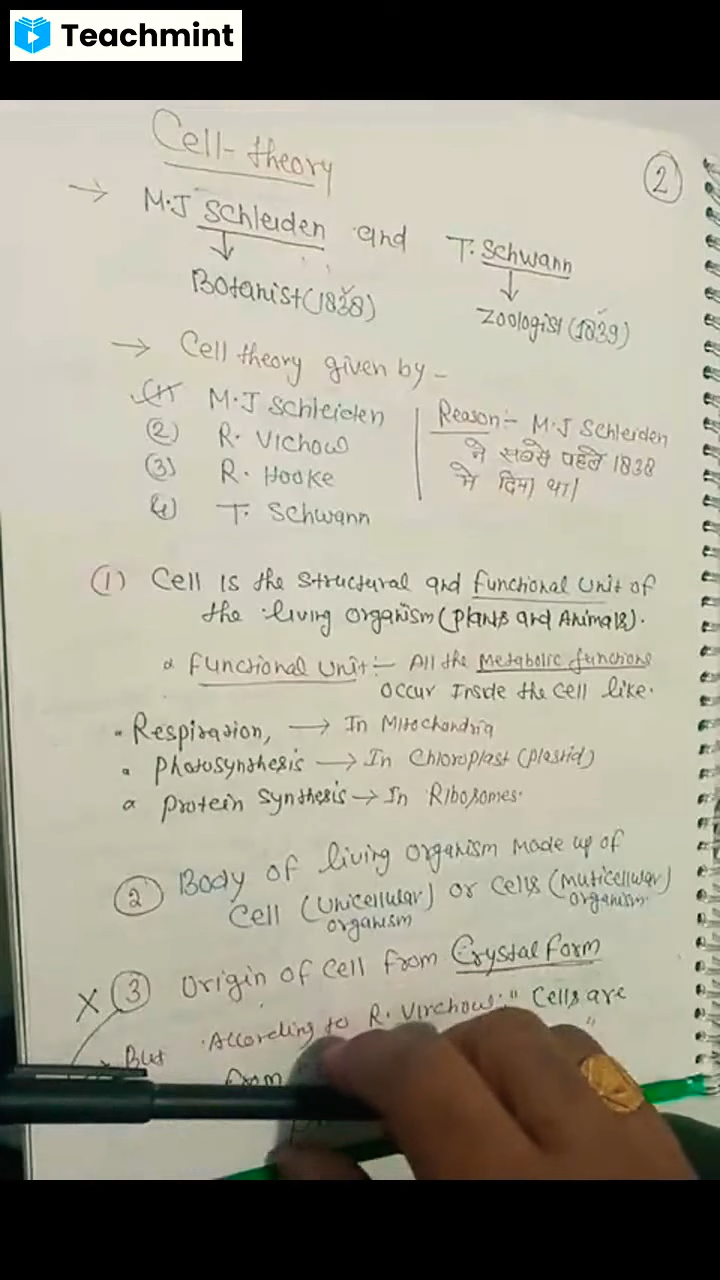 Teachmint
Cell-theory
2
→ M.J Schleiden and T. Schwann
Botanist(1838)
Zoologist(1839)
→ Cell theory given by -
(1) M.J Schleiden
(2) R. Vichow
(3) R. Hooke
(4) T. Schwann
Reason:- M.J Schleiden
ने सबसे पहले 1838
मे दिया था।
(1) Cell is the structural and functional unit of
the living organism (plants and Animals).
functional unit:- All the Metabolic functions
occur inside the cell like.
Respiration, → In Mitochondria
Photosynthesis → In Chloroplast (plastid)
Protein synthesis → In Ribosomes.
2 Body of living organism made up of
Cell (Unicellular) or cells (Muticellular)
organism organism
X 3 Origin of cell from Crystal form
But According to R. Virchow: " Cells are
from "